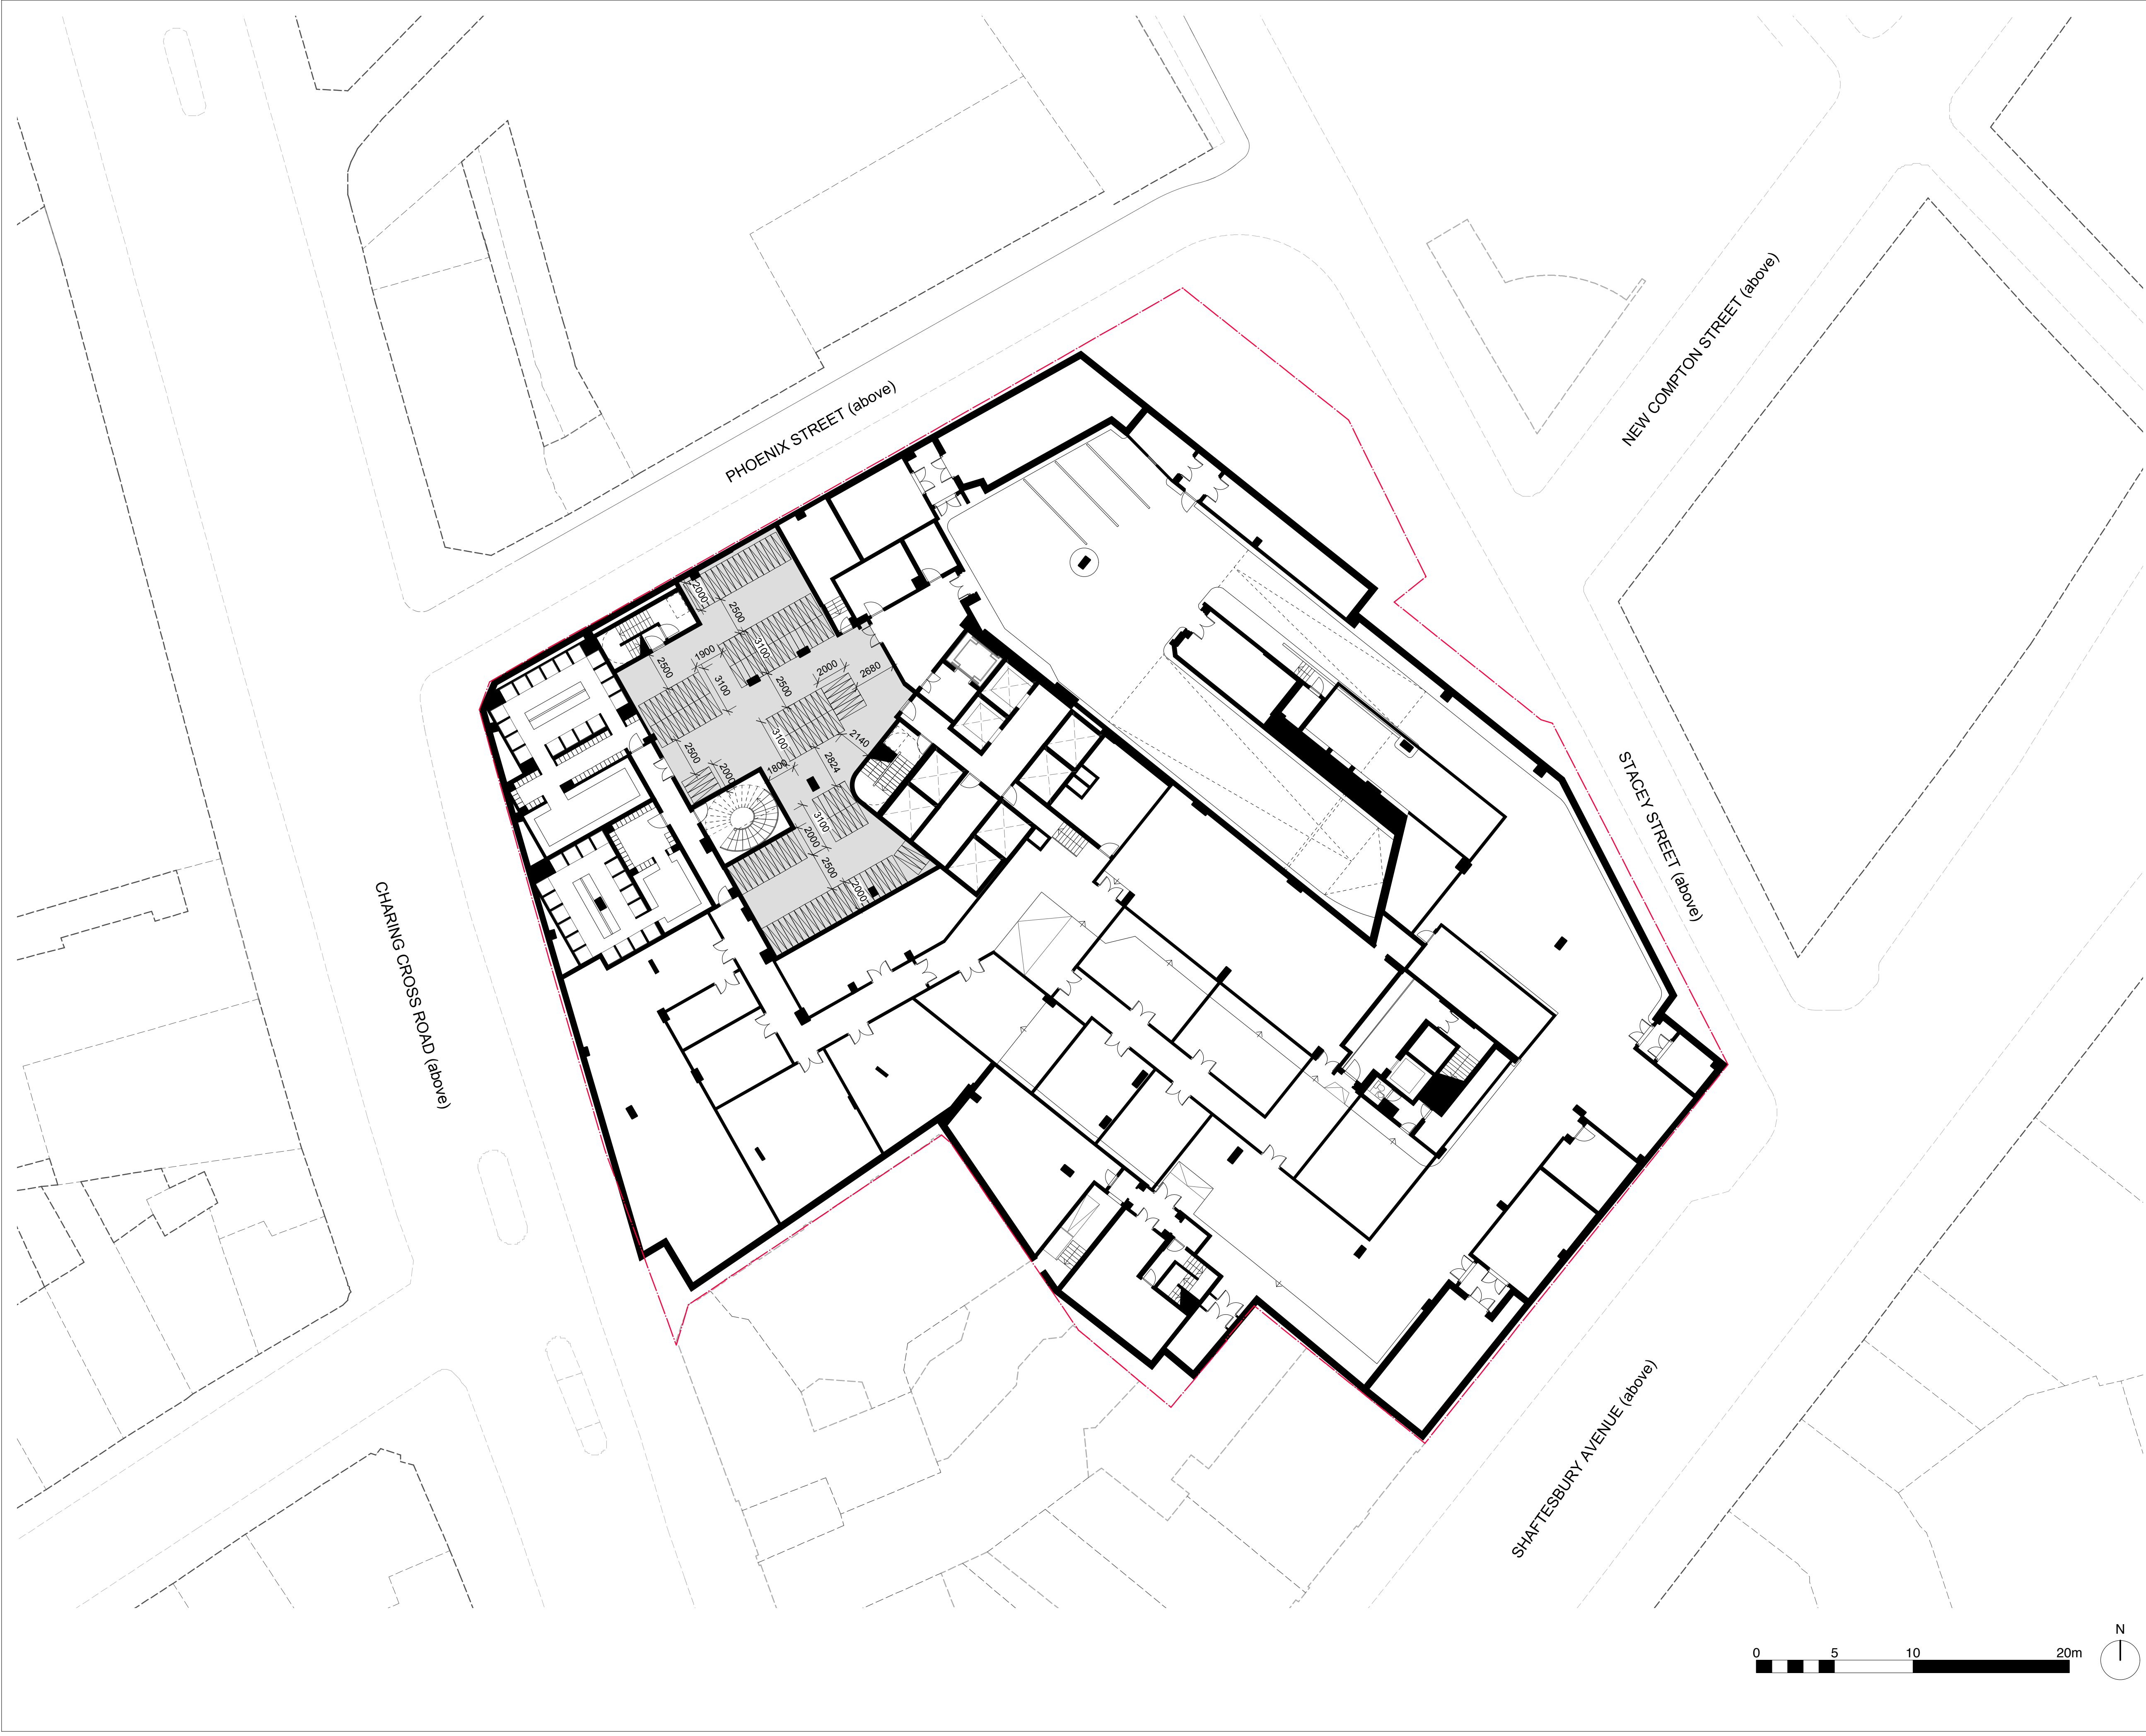 NEW COMPTON STREET (above)
PHOENIX STREET (above)
2000
2500
3100
1900
2500
3100
2000
2680
2500
2140
3100
2500
2000
1800
2824
3100
2000
2500
2000
STACEY STREET (above)
CHARING CROSS ROAD (above)
SHAFTESBURY AVENUE (above)
N
0 5 10 20m